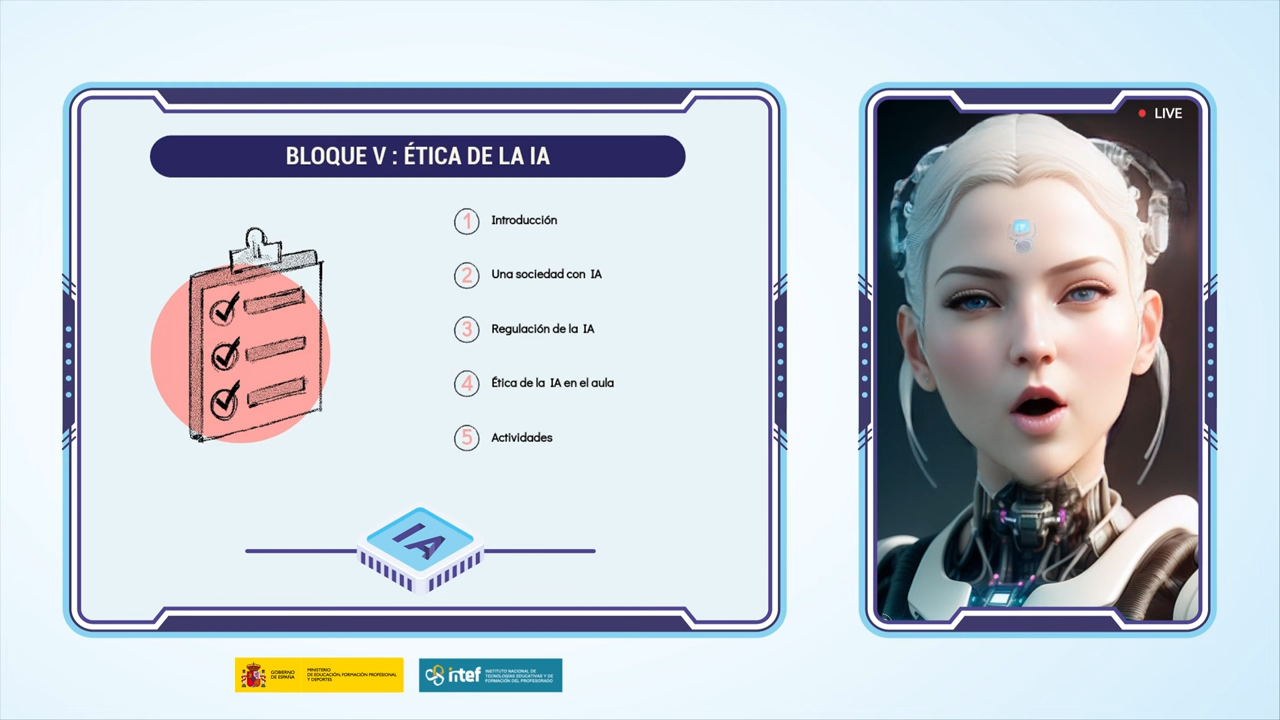 BLOQUE V : ÉTICA DE LA IA
1 Introducción
2 Una sociedad con IA
3 Regulación de la IA
4 Ética de la IA en el aula
5 Actividades
IA
LIVE
GOBIERNO
DE ESPAÑA
MINISTERIO
DE EDUCACIÓN, FORMACIÓN PROFESIONAL
Y DEPORTES
intef
INSTITUTO NACIONAL DE
TECNOLOGÍAS EDUCATIVAS Y DE
FORMACIÓN DEL PROFESORADO